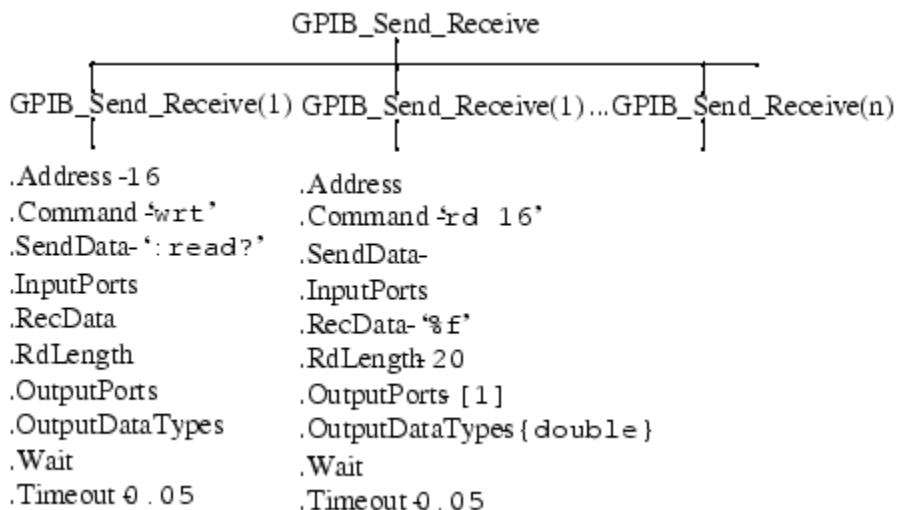 GPIB_Send_Receive
GPIB_Send_Receive(1) GPIB_Send_Receive(1)...GPIB_Send_Receive(n)
.Address -16
.Command -‘wrt’
.SendData- ‘:read?’
.InputPorts
.RecData
.RdLength
.OutputPorts
.OutputDataTypes
.Wait
.Timeout -0.05
.Address
.Command -‘rd 16’
.SendData-
.InputPorts
.RecData- ‘%f’
.RdLength- 20
.OutputPorts- [1]
.OutputDataTypes-{double}
.Wait
.Timeout -0.05